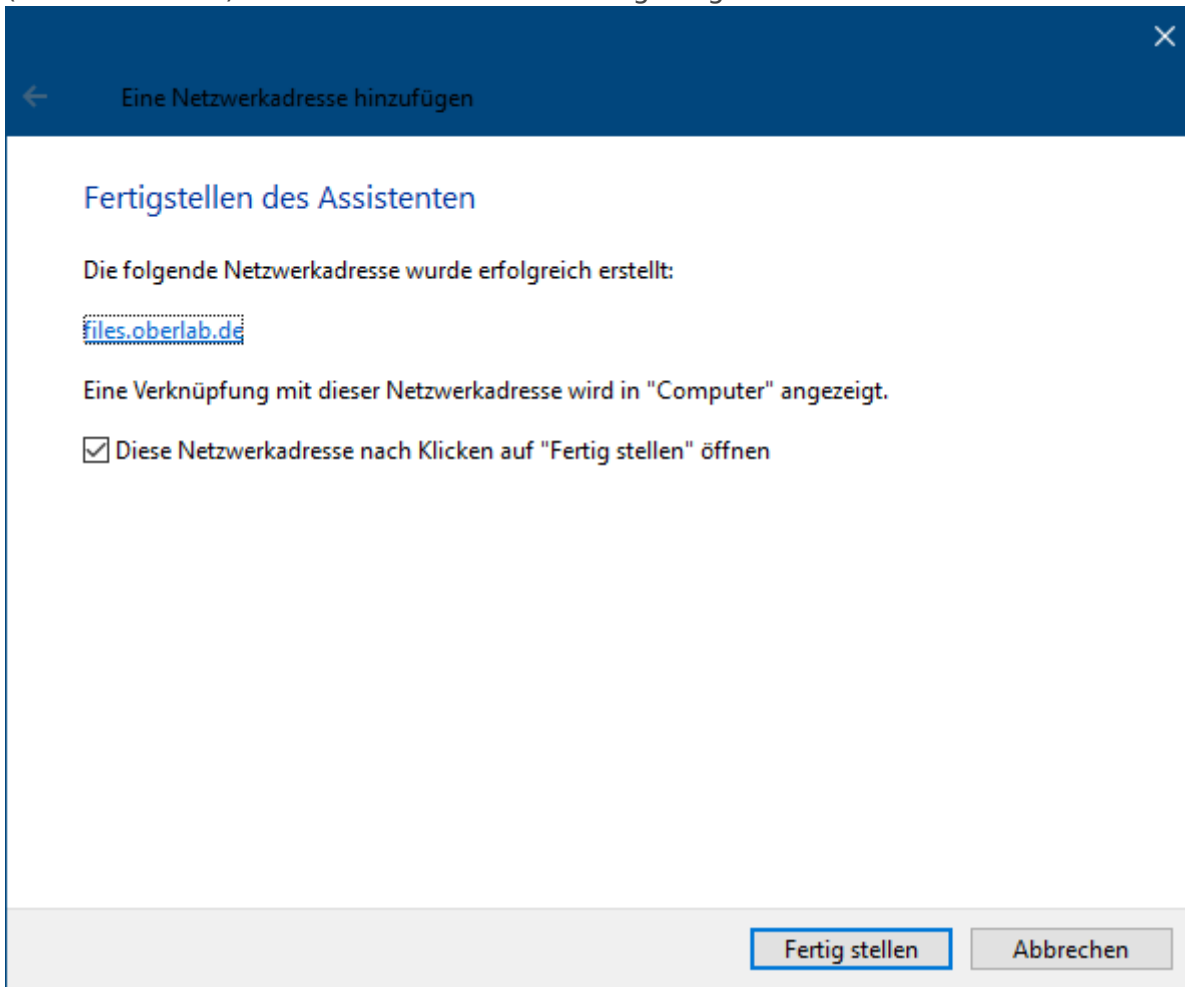 Eine Netzwerkadresse hinzufügen
Fertigstellen des Assistenten
Die folgende Netzwerkadresse wurde erfolgreich erstellt:
files.oberlab.de
Eine Verknüpfung mit dieser Netzwerkadresse wird in "Computer" angezeigt.
Diese Netzwerkadresse nach Klicken auf "Fertig stellen" öffnen
Fertig stellen Abbrechen